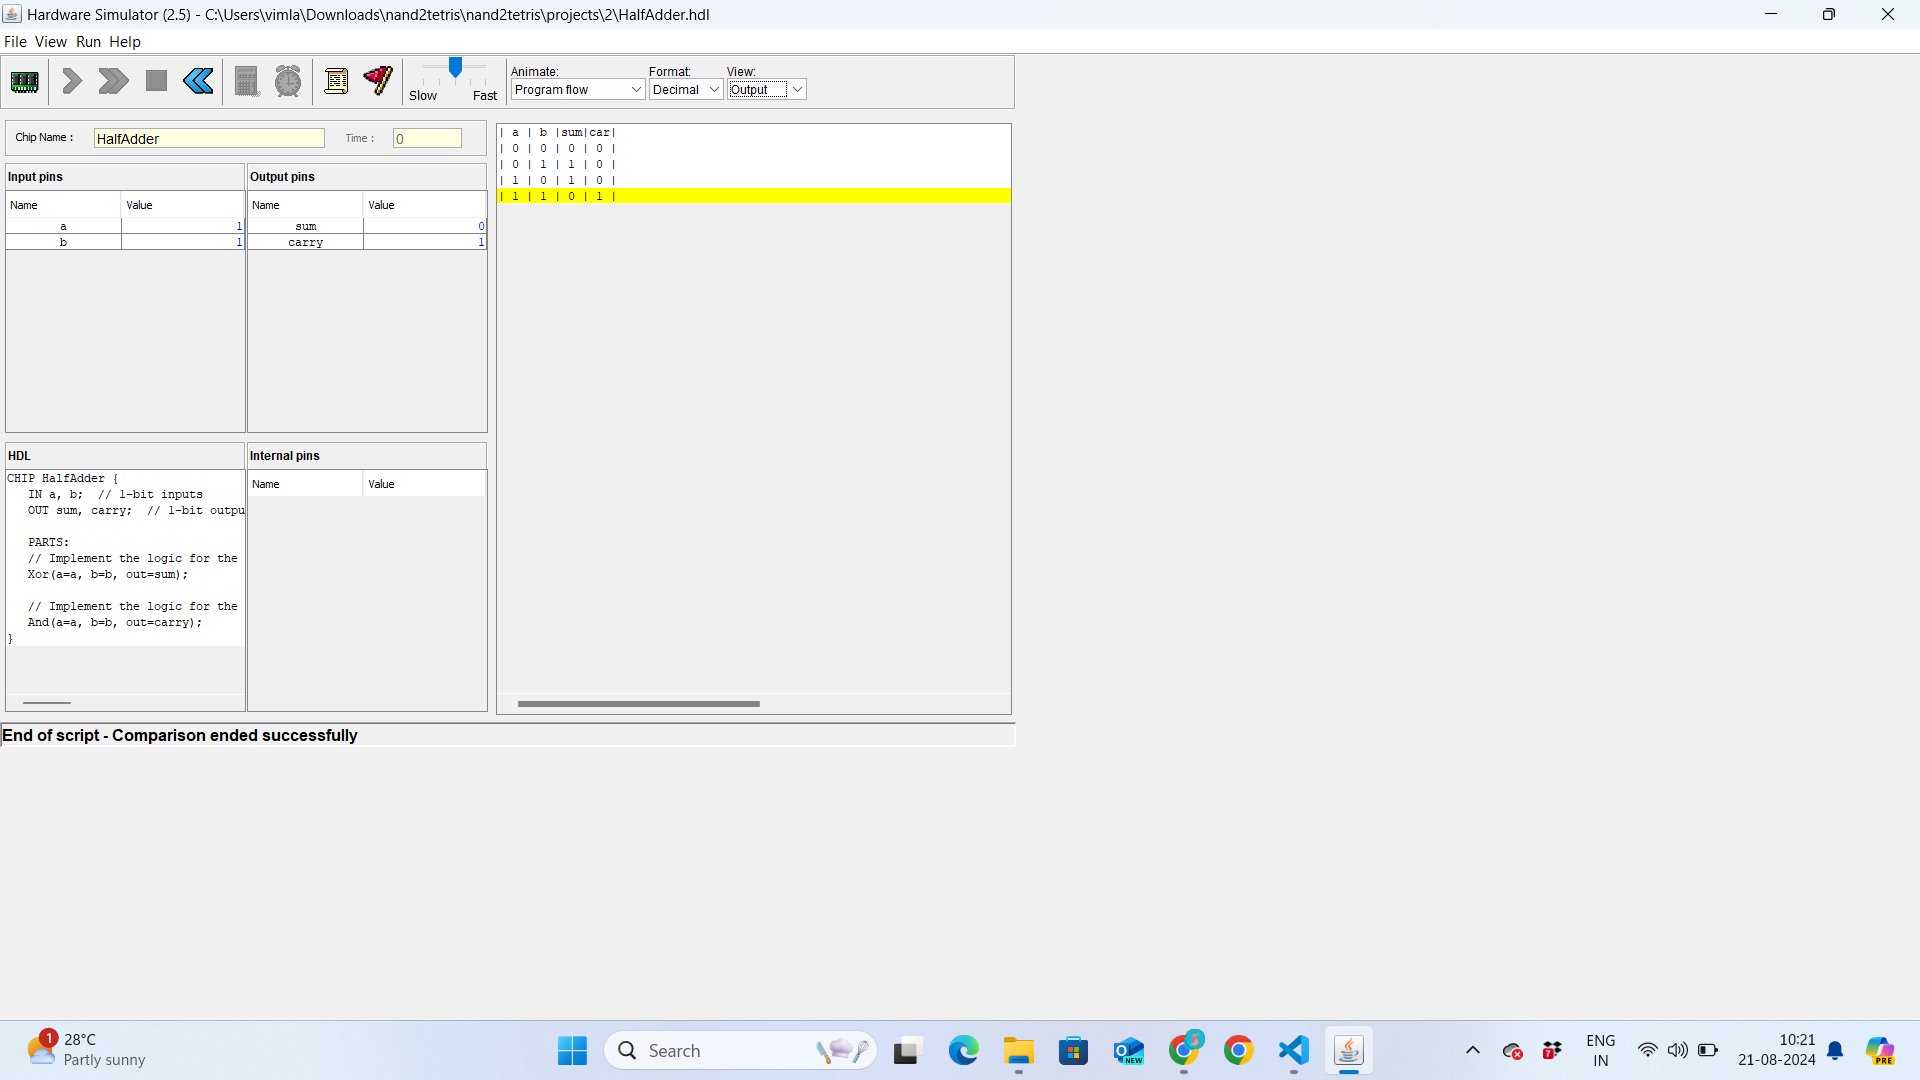 Hardware Simulator (2.5) - C:\Users\vimla\Downloads\nand2tetris\nand2tetris\projects\2\HalfAdder.hdl
File View Run Help
Slow Fast
Animate:
Program flow
Format:
Decimal
View:
Output
Chip Name :
HalfAdder
Time :
0
Input pins
Name Value
a 1
b 1
Output pins
Name Value
sum 0
carry 1
HDL
CHIP HalfAdder {
IN a, b;  // 1-bit inputs
OUT sum, carry;  // 1-bit outpu
PARTS:
// Implement the logic for the
Xor(a=a, b=b, out=sum);
// Implement the logic for the
And(a=a, b=b, out=carry);
}
Internal pins
Name Value
| a | b |sum|car|
| 0 | 0 | 0 | 0 |
| 0 | 1 | 1 | 0 |
| 1 | 0 | 1 | 0 |
| 1 | 1 | 0 | 1 |
End of script - Comparison ended successfully
1
28°C
Partly sunny
Search
NEW
7
ENG
IN
10:21
21-08-2024
PRE